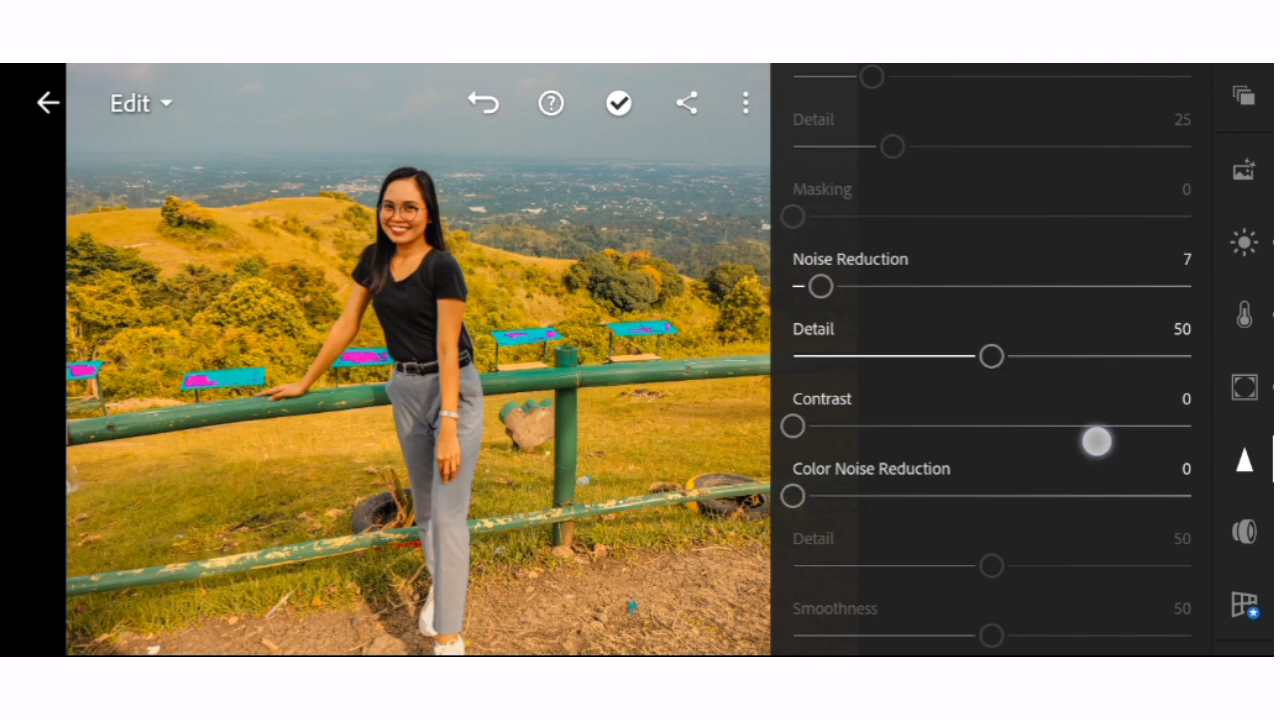 Edit
Detail 25
Masking 0
Noise Reduction 7
Detail 50
Contrast 0
Color Noise Reduction 0
Detail 50
Smoothness 50